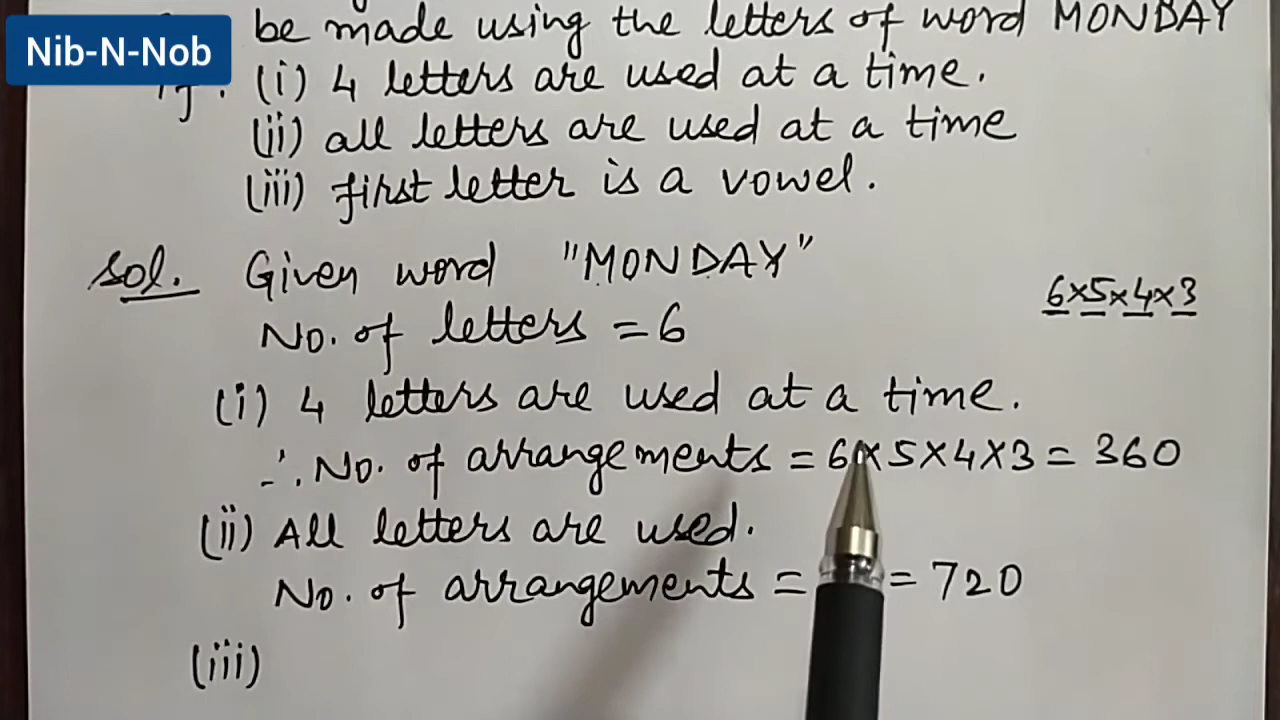 Nib-N-Nob
be made using the letters of word MONDAY
If : (i) 4 letters are used at a time.
(ii) all letters are used at a time
(iii) first letter is a vowel.
Sol. Given word "MONDAY"
6×5×4×3
No. of letters = 6
(i) 4 letters are used at a time.
∴ No. of arrangements = 6×5×4×3 = 360
(ii) All letters are used.
No. of arrangements = = 720
(iii)